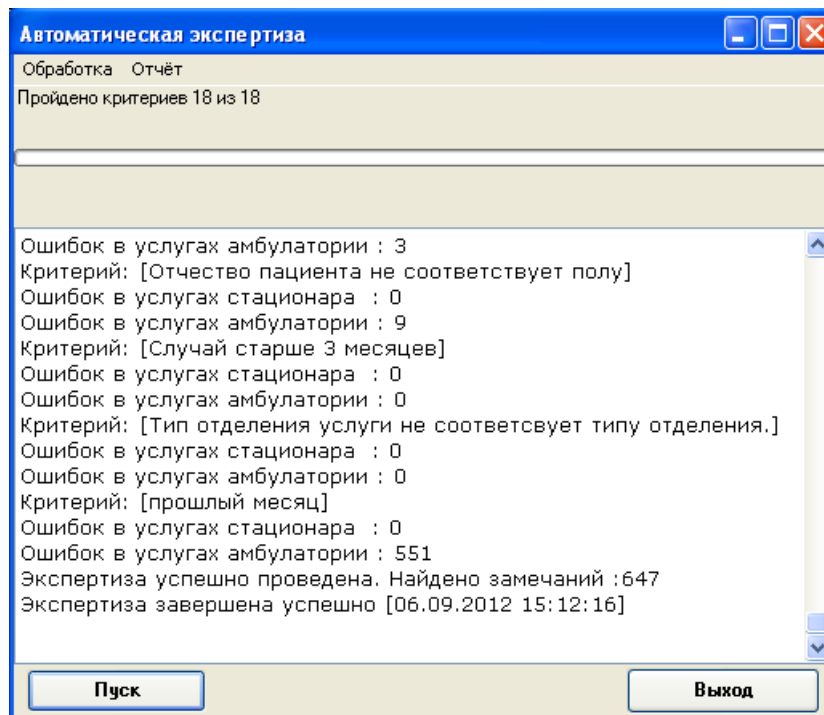 Автоматическая экспертиза
Обработка Отчёт
Пройдено критериев 18 из 18
Ошибок в услугах амбулатории : 3
Критерий: [Отчество пациента не соответствует полу]
Ошибок в услугах стационара : 0
Ошибок в услугах амбулатории : 9
Критерий: [Случай старше 3 месяцев]
Ошибок в услугах стационара : 0
Ошибок в услугах амбулатории : 0
Критерий: [Тип отделения услуги не соответсвует типу отделения.]
Ошибок в услугах стационара : 0
Ошибок в услугах амбулатории : 0
Критерий: [прошлый месяц]
Ошибок в услугах стационара : 0
Ошибок в услугах амбулатории : 551
Экспертиза успешно проведена. Найдено замечаний :647
Экспертиза завершена успешно [06.09.2012 15:12:16]
Пуск Выход